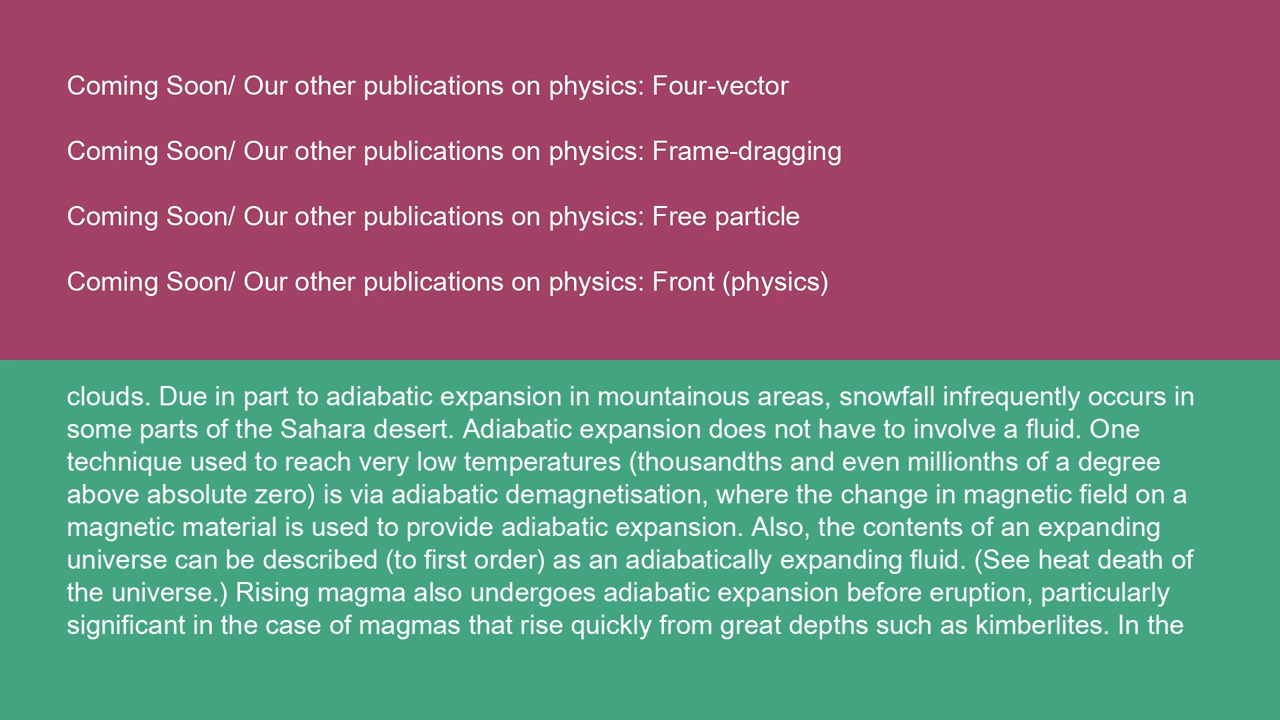 Coming Soon/ Our other publications on physics: Four-vector
Coming Soon/ Our other publications on physics: Frame-dragging
Coming Soon/ Our other publications on physics: Free particle
Coming Soon/ Our other publications on physics: Front (physics)
clouds. Due in part to adiabatic expansion in mountainous areas, snowfall infrequently occurs in
some parts of the Sahara desert. Adiabatic expansion does not have to involve a fluid. One
technique used to reach very low temperatures (thousandths and even millionths of a degree
above absolute zero) is via adiabatic demagnetisation, where the change in magnetic field on a
magnetic material is used to provide adiabatic expansion. Also, the contents of an expanding
universe can be described (to first order) as an adiabatically expanding fluid. (See heat death of
the universe.) Rising magma also undergoes adiabatic expansion before eruption, particularly
significant in the case of magmas that rise quickly from great depths such as kimberlites. In the